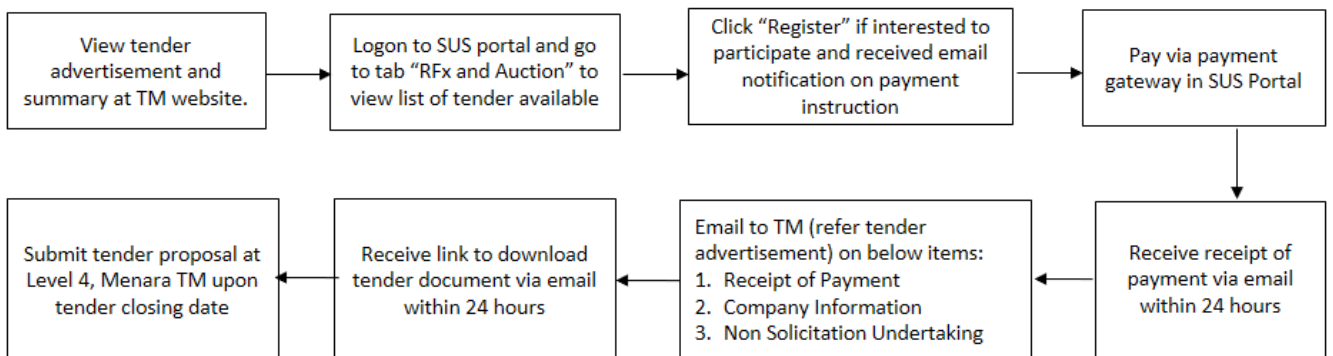 View tender
advertisement and
summary at TM website.
Logon to SUS portal and go
to tab “RFx and Auction” to
view list of tender available
Click “Register” if interested to
participate and received email
notification on payment
instruction
Pay via payment
gateway in SUS Portal
Receive receipt of
payment via email
within 24 hours
Email to TM (refer tender
advertisement) on below items:
1. Receipt of Payment
2. Company Information
3. Non Solicitation Undertaking
Receive link to download
tender document via email
within 24 hours
Submit tender proposal at
Level 4, Menara TM upon
tender closing date